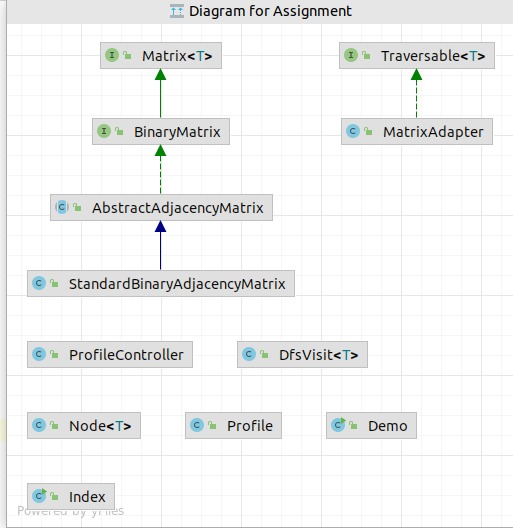 Diagram for Assignment
I Matrix<T>
I Traversable<T>
I BinaryMatrix
C MatrixAdapter
C AbstractAdjacencyMatrix
C StandardBinaryAdjacencyMatrix
C ProfileController
C DfsVisit<T>
C Node<T>
C Profile
C Demo
C Index
Powered by yFiles